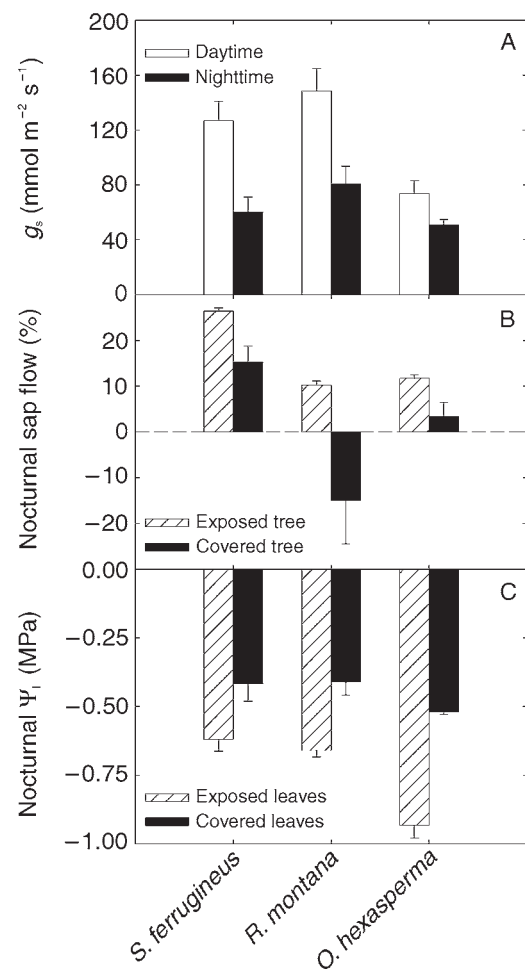 A
Daytime
Nighttime
gs (mmol m−2 s−1)
200
160
120
80
40
0
B
Nocturnal sap flow (%)
20
10
0
−10
−20
Exposed tree
Covered tree
C
Nocturnal Ψl (MPa)
0.00
−0.25
−0.50
−0.75
−1.00
Exposed leaves
Covered leaves
S. ferrugineus
R. montana
O. hexasperma